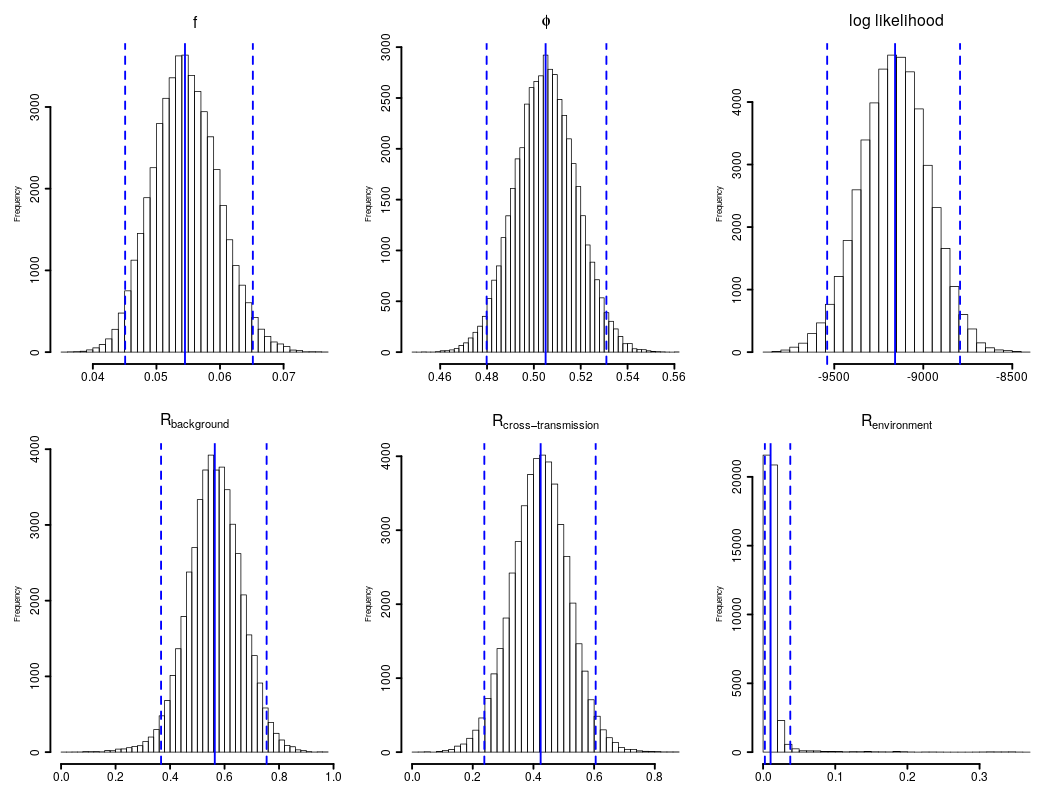 f
ϕ
log likelihood
Frequency
0 1000 2000 3000
0.04 0.05 0.06 0.07
Frequency
0 500 1000 1500 2000 2500 3000
0.46 0.48 0.50 0.52 0.54 0.56
Frequency
0 1000 2000 3000 4000
-9500 -9000 -8500
Rbackground
Rcross−transmission
Renvironment
Frequency
0 1000 2000 3000 4000
0.0 0.2 0.4 0.6 0.8 1.0
Frequency
0 1000 2000 3000 4000
0.0 0.2 0.4 0.6 0.8
Frequency
0 5000 10000 15000 20000
0.0 0.1 0.2 0.3